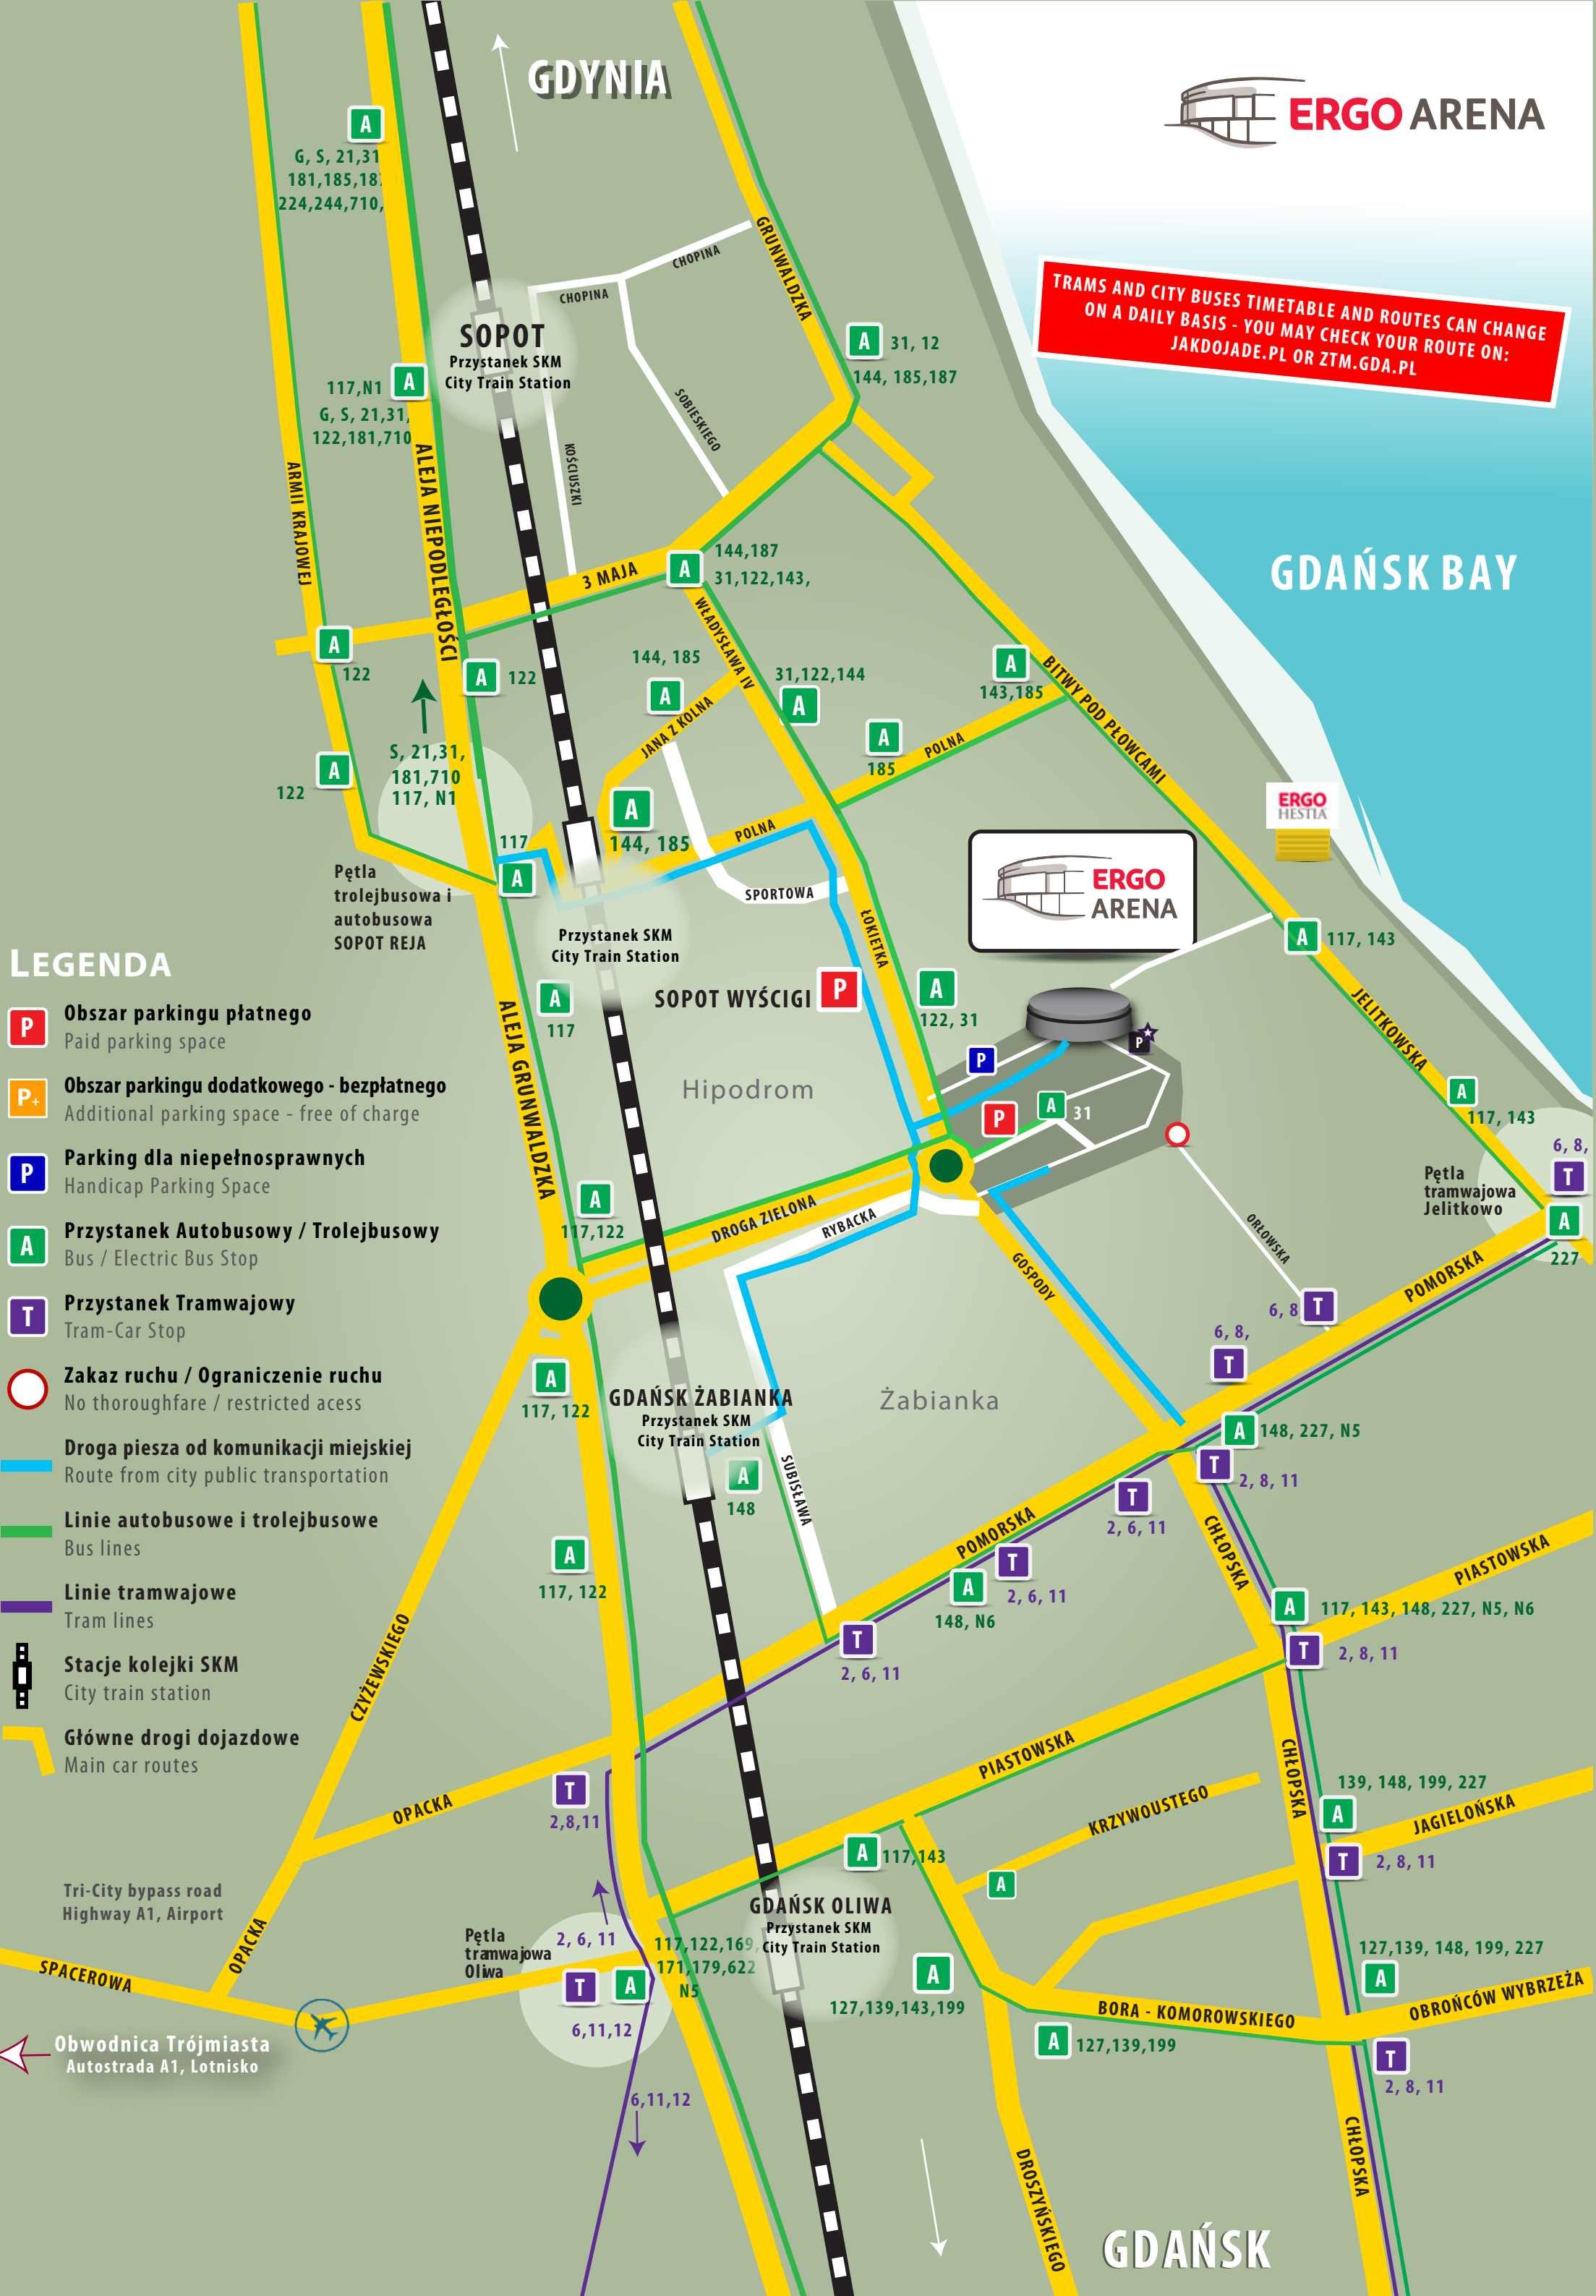 GDYNIA
ERGO ARENA
A
G, S, 21,31
181,185,187
224,244,710,
GRUNWALDZKA
CHOPINA
CHOPINA
TRAMS AND CITY BUSES TIMETABLE AND ROUTES CAN CHANGE
ON A DAILY BASIS - YOU MAY CHECK YOUR ROUTE ON:
JAKDOJADE.PL OR ZTM.GDA.PL
SOPOT
Przystanek SKM
City Train Station
A
31, 12
144, 185,187
117,N1
A
G, S, 21,31,
122,181,710
SOBIESKIEGO
KOŚCIUSZKI
ARMII KRAJOWEJ
ALEJA NIEPODLEGŁOŚCI
GDAŃSK BAY
3 MAJA
A
144,187
31,122,143,
WŁADYSŁAWA IV
A
122
A
122
144, 185
A
JANA Z KOLNA
31,122,144
A
A
143,185
BITWY POD PŁOWCAMI
A
185
POLNA
A
122
S, 21,31,
181,710
117, N1
A
144, 185
POLNA
117
A
SPORTOWA
ERGO
HESTIA
Pętla
trolejbusowa i
autobusowa
SOPOT REJA
ERGO
ARENA
ŁOKIETKA
Przystanek SKM
City Train Station
SOPOT WYŚCIGI
P
A
122, 31
A
117, 143
JELITKOWSKA
A
117
ALEJA GRUNWALDZKA
Hipodrom
P
P
P
A
31
A
117, 143
LEGENDA
P
Obszar parkingu płatnego
Paid parking space
P+
Obszar parkingu dodatkowego - bezpłatnego
Additional parking space - free of charge
P
Parking dla niepełnosprawnych
Handicap Parking Space
A
Przystanek Autobusowy / Trolejbusowy
Bus / Electric Bus Stop
T
Przystanek Tramwajowy
Tram-Car Stop
Zakaz ruchu / Ograniczenie ruchu
No thoroughfare / restricted acess
Droga piesza od komunikacji miejskiej
Route from city public transportation
Linie autobusowe i trolejbusowe
Bus lines
Linie tramwajowe
Tram lines
Stacje kolejki SKM
City train station
Główne drogi dojazdowe
Main car routes
A
117,122
DROGA ZIELONA
RYBACKA
GOSPODY
ORŁOWSKA
Pętla
tramwajowa
Jelitkowo
6, 8,
T
A
227
POMORSKA
6, 8
T
6, 8,
T
A
117, 122
GDAŃSK ŻABIANKA
Przystanek SKM
City Train Station
Żabianka
A
148
SUBISŁAWA
A
148, 227, N5
T
2, 8, 11
T
2, 6, 11
POMORSKA
T
2, 6, 11
A
148, N6
CHŁOPSKA
PIASTOWSKA
A
117, 122
A
117, 143, 148, 227, N5, N6
T
2, 8, 11
T
2, 6, 11
CZYŻEWSKIEGO
OPACKA
T
2,8,11
PIASTOWSKA
KRZYWOUSTEGO
CHŁOPSKA
139, 148, 199, 227
A
JAGIELOŃSKA
T
2, 8, 11
A
117,143
A
Tri-City bypass road
Highway A1, Airport
OPACKA
SPACEROWA
Pętla
tramwajowa
Oliwa
2, 6, 11
T
A
6,11,12
117,122,169,
171,179,622
N5
GDAŃSK OLIWA
Przystanek SKM
City Train Station
A
127,139,143,199
127,139, 148, 199, 227
A
BORA - KOMOROWSKIEGO
OBROŃCÓW WYBRZEŻA
A
127,139,199
T
2, 8, 11
Obwodnica Trójmiasta
Autostrada A1, Lotnisko
6,11,12
DROSZYŃSKIEGO
CHŁOPSKA
GDAŃSK